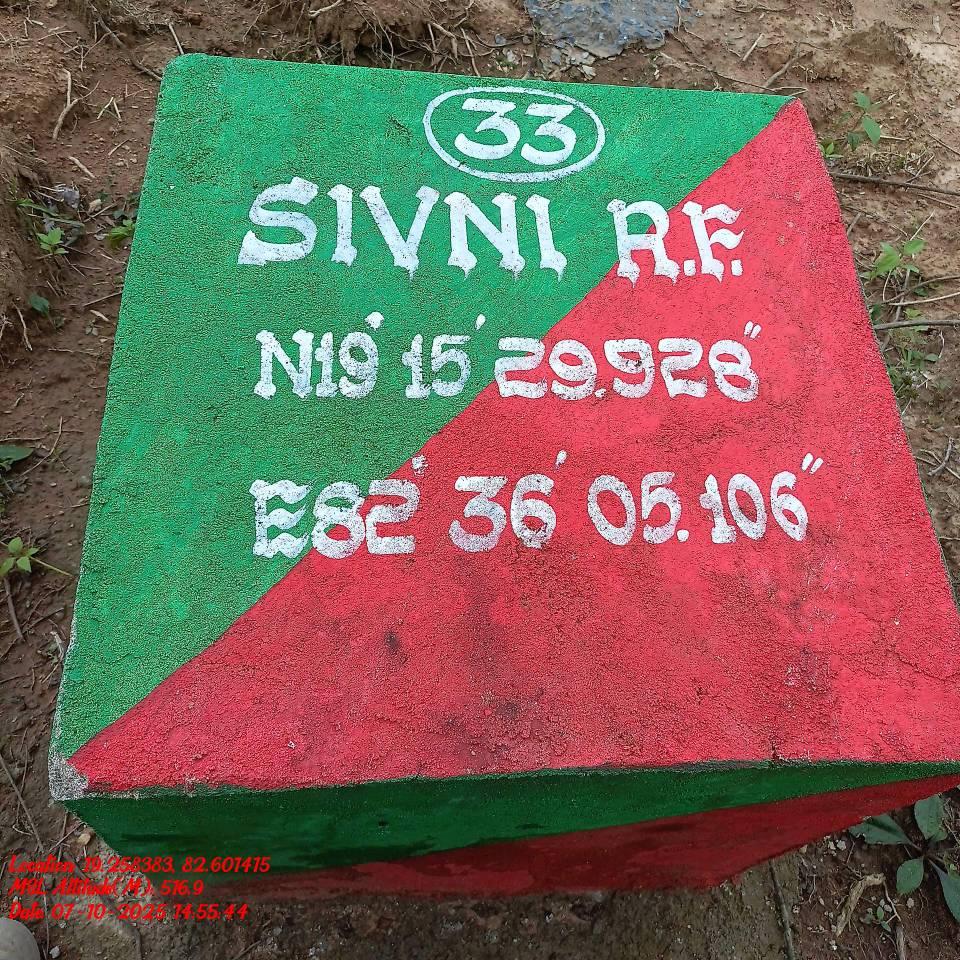 33
SIVNI R.F.
N19° 15' 29.928"
E82° 36' 05.106"
Location 19.258383, 82.601415
MSL Altitude( M ). 516.9
Date 07-10-2025 14:55:44